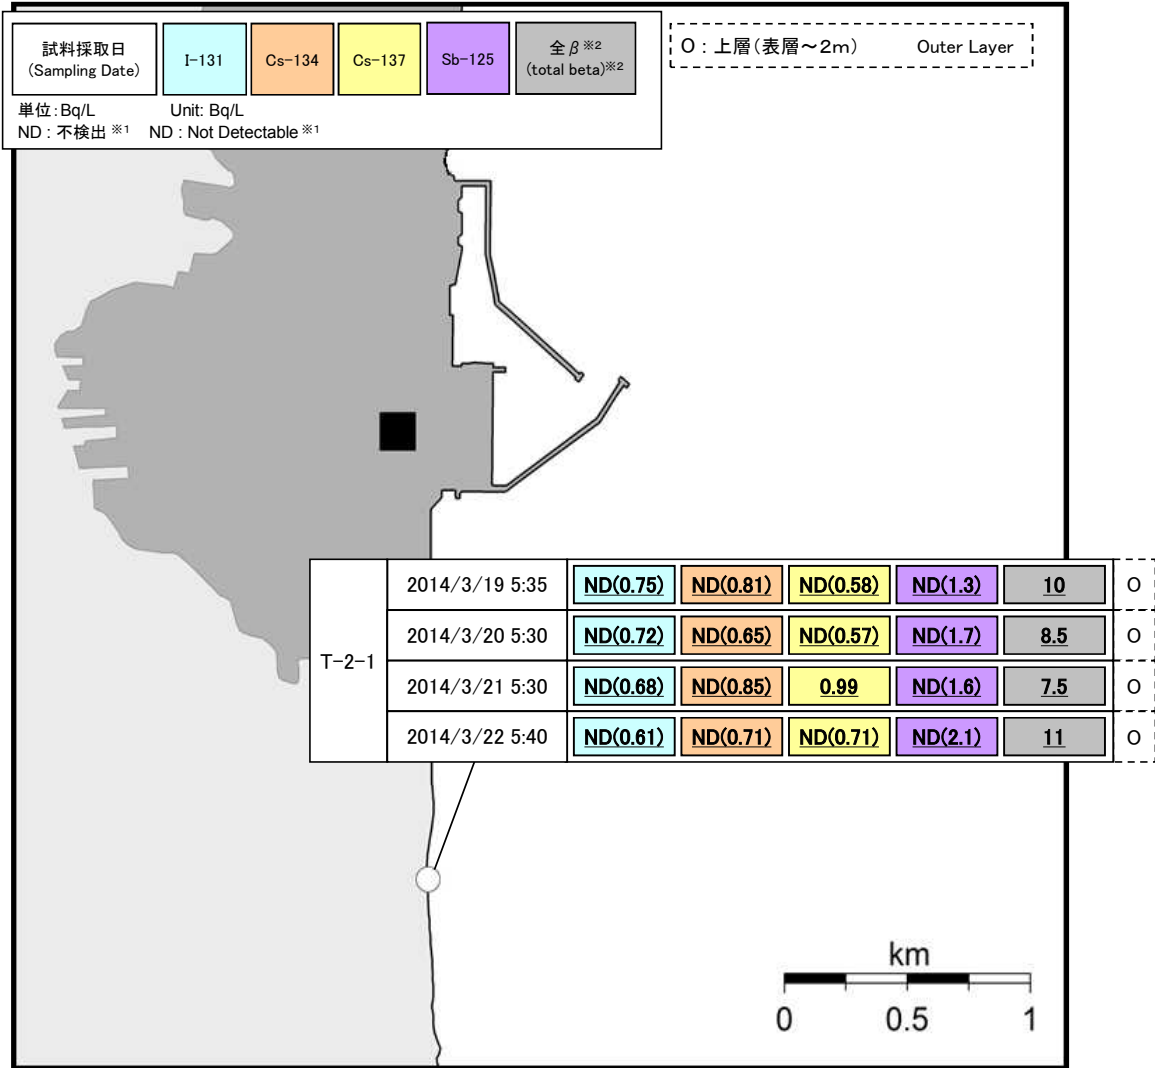 試料採取日
(Sampling Date)
I-131
Cs-134
Cs-137
Sb-125
全β※2
(total beta)※2
単位:Bq/L Unit: Bq/L
ND : 不検出 ※1 ND : Not Detectable ※1
O : 上層(表層～2m) Outer Layer
T-2-1
2014/3/19 5:35 ND(0.75) ND(0.81) ND(0.58) ND(1.3) 10 O
2014/3/20 5:30 ND(0.72) ND(0.65) ND(0.57) ND(1.7) 8.5 O
2014/3/21 5:30 ND(0.68) ND(0.85) 0.99 ND(1.6) 7.5 O
2014/3/22 5:40 ND(0.61) ND(0.71) ND(0.71) ND(2.1) 11 O
km
0 0.5 1